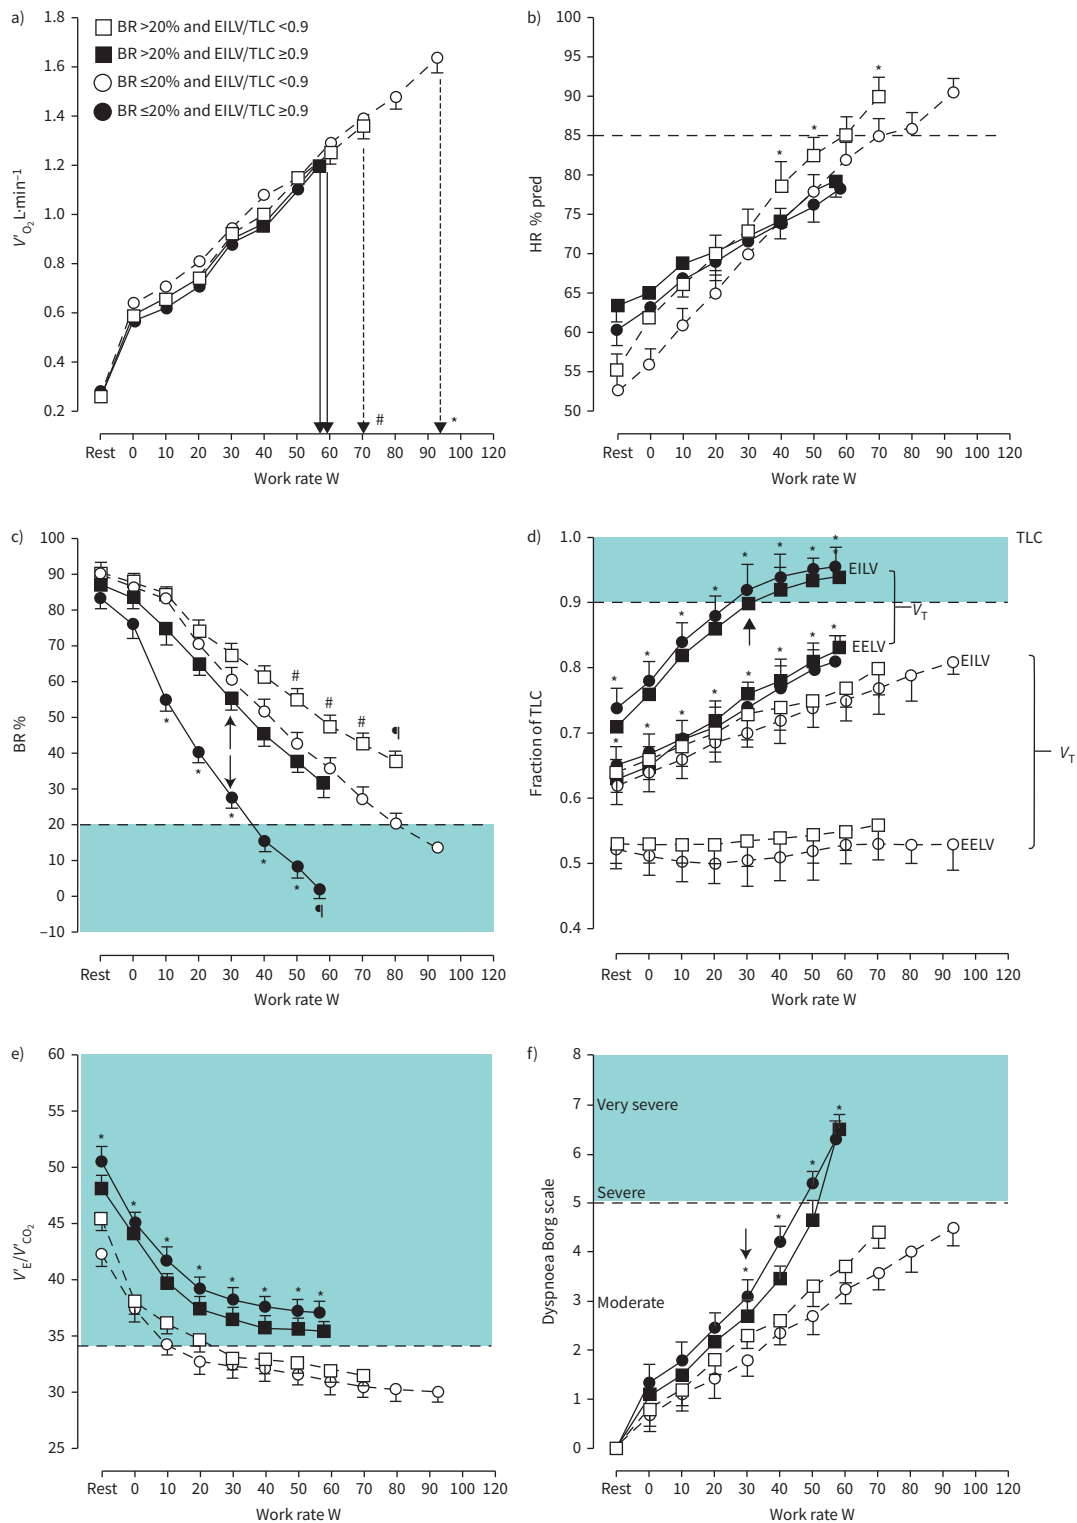 a)
BR >20% and EILV/TLC <0.9
BR >20% and EILV/TLC ≥0.9
BR ≤20% and EILV/TLC <0.9
BR ≤20% and EILV/TLC ≥0.9
1.8
1.6
1.4
1.2
1.0
0.8
0.6
0.4
0.2
V′O₂ L·min⁻¹
#
*
Rest 0 10 20 30 40 50 60 70 80 90 100 120
Work rate W
b)
100
95
90
85
80
75
70
65
60
55
50
HR % pred
* * *
Rest 0 10 20 30 40 50 60 70 80 90 100 110 120
Work rate W
c)
100
90
80
70
60
50
40
30
20
10
0
–10
BR %
# # # ¶
* * * * * ¶
Rest 0 10 20 30 40 50 60 70 80 90 100 120
Work rate W
d)
1.0
0.9
0.8
0.7
0.6
0.5
0.4
Fraction of TLC
TLC
EILV
VT
EELV
EILV
VT
EELV
* * * * * * * *
* * * * * * * *
Rest 0 10 20 30 40 50 60 70 80 90 100 120
Work rate W
e)
60
55
50
45
40
35
30
25
V′E/V′CO₂
* * * * * * * *
Rest 0 10 20 30 40 50 60 70 80 90 100 120
Work rate W
f)
8
7
6
5
4
3
2
1
0
Dyspnoea Borg scale
Very severe
Severe
Moderate
* * * *
Rest 0 10 20 30 40 50 60 70 80 90 100 120
Work rate W